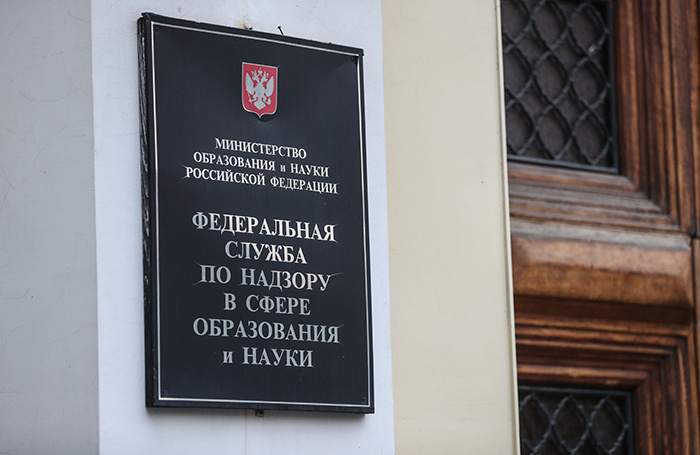 МИНИСТЕРСТВО
ОБРАЗОВАНИЯ и НАУКИ
РОССИЙСКОЙ ФЕДЕРАЦИИ
ФЕДЕРАЛЬНАЯ
СЛУЖБА
ПО НАДЗОРУ
В СФЕРЕ
ОБРАЗОВАНИЯ
и НАУКИ